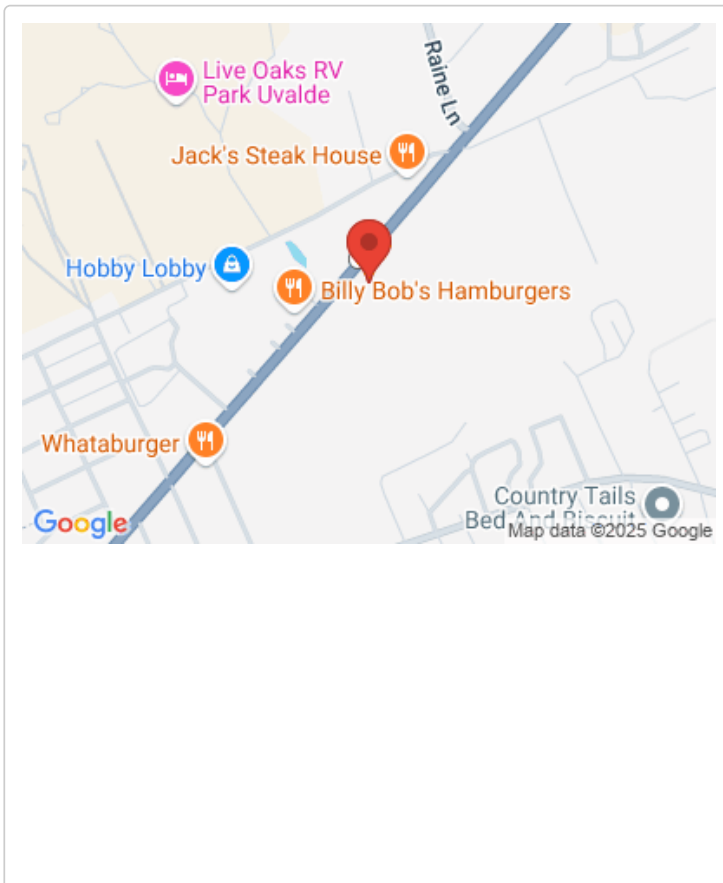 Live Oaks RV
Park Uvalde
Raine Ln
Jack's Steak House
Hobby Lobby
Billy Bob's Hamburgers
Whataburger
Country Tails
Bed And Biscuit
Google
Map data ©2025 Google